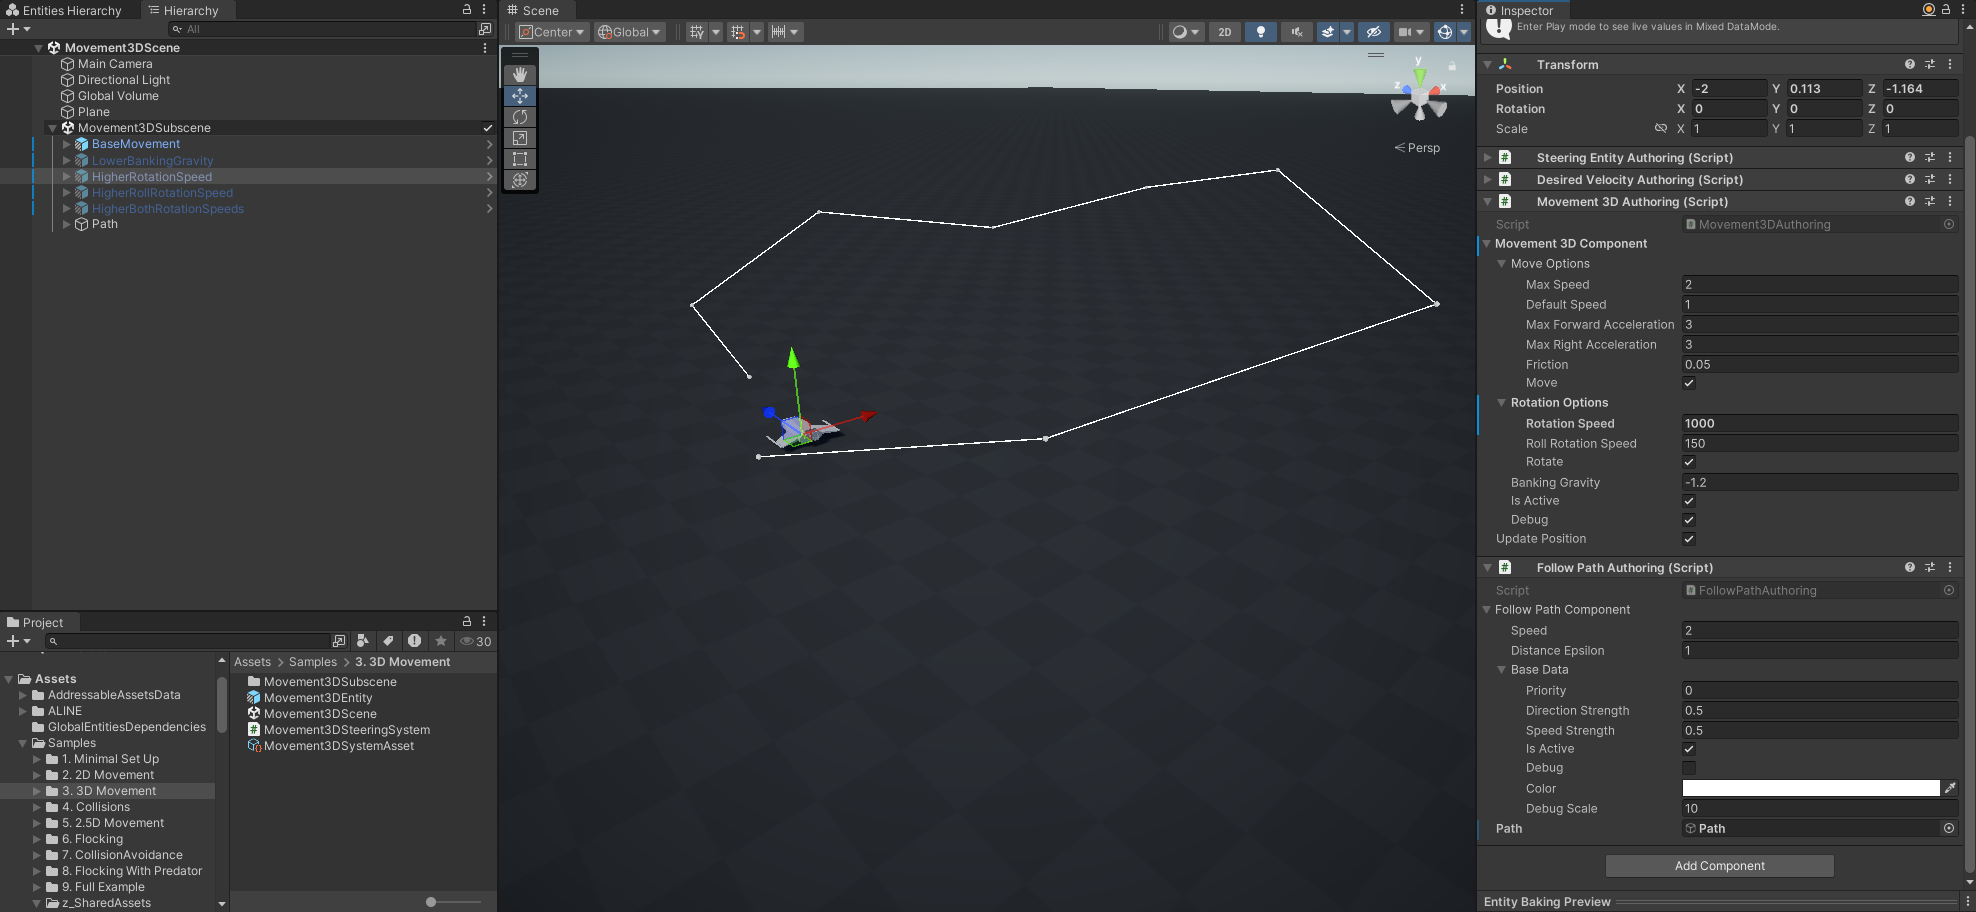 Entities Hierarchy
Hierarchy
All
Movement3DScene
Main Camera
Directional Light
Global Volume
Plane
Movement3DSubscene
BaseMovement
LowerBankingGravity
HigherRotationSpeed
HigherRollRotationSpeed
HigherBothRotationSpeeds
Path
Project
30
Assets
AddressableAssetsData
ALINE
GlobalEntitiesDependencies
Samples
1. Minimal Set Up
2. 2D Movement
3. 3D Movement
4. Collisions
5. 2.5D Movement
6. Flocking
7. CollisionAvoidance
8. Flocking With Predator
9. Full Example
z_SharedAssets
Assets > Samples > 3. 3D Movement
Movement3DSubscene
Movement3DEntity
Movement3DScene
Movement3DSteeringSystem
Movement3DSystemAsset
Scene
Center Global 2D
y
z x
Persp
Inspector
Enter Play mode to see live values in Mixed DataMode.
Transform
Position X -2 Y 0.113 Z -1.164
Rotation X 0 Y 0 Z 0
Scale X 1 Y 1 Z 1
# Steering Entity Authoring (Script)
# Desired Velocity Authoring (Script)
# Movement 3D Authoring (Script)
Script Movement3DAuthoring
Movement 3D Component
Move Options
Max Speed 2
Default Speed 1
Max Forward Acceleration 3
Max Right Acceleration 3
Friction 0.05
Move
Rotation Options
Rotation Speed 1000
Roll Rotation Speed 150
Rotate
Banking Gravity -1.2
Is Active
Debug
Update Position
# Follow Path Authoring (Script)
Script FollowPathAuthoring
Follow Path Component
Speed 2
Distance Epsilon 1
Base Data
Priority 0
Direction Strength 0.5
Speed Strength 0.5
Is Active
Debug
Color
Debug Scale 10
Path Path
Add Component
Entity Baking Preview